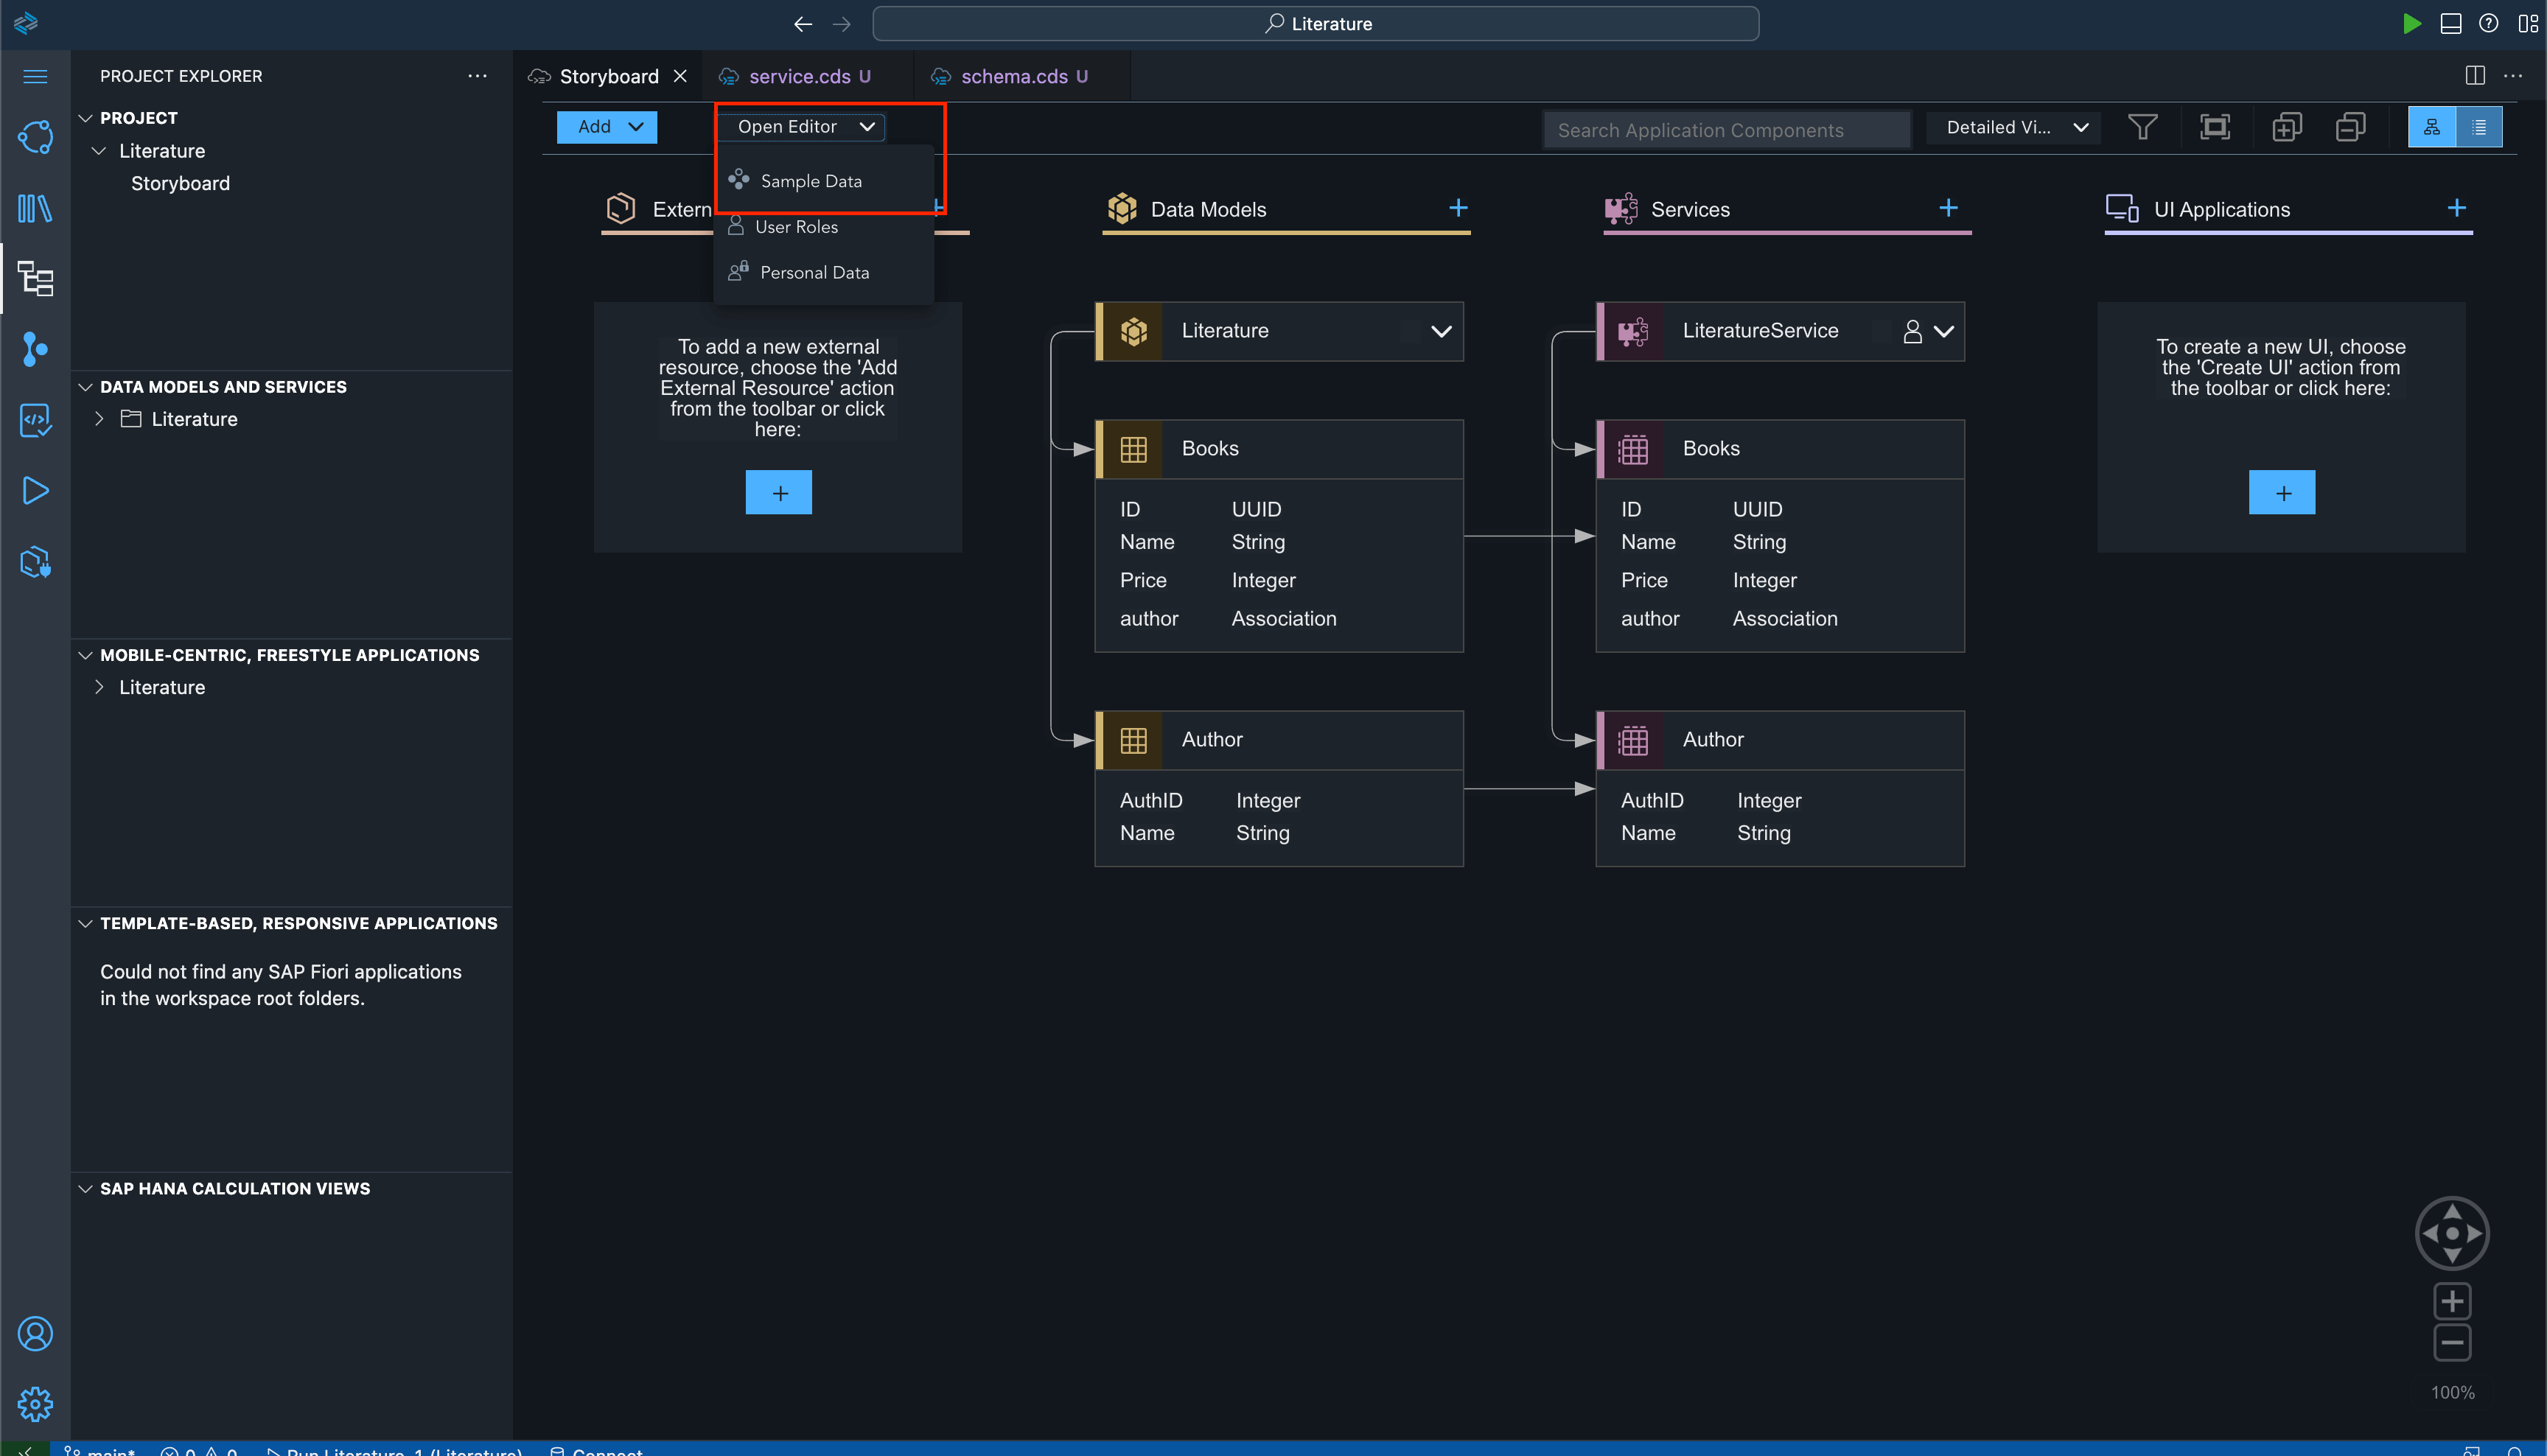 Literature
PROJECT EXPLORER
PROJECT
Literature
Storyboard
DATA MODELS AND SERVICES
Literature
MOBILE-CENTRIC, FREESTYLE APPLICATIONS
Literature
TEMPLATE-BASED, RESPONSIVE APPLICATIONS
Could not find any SAP Fiori applications
in the workspace root folders.
SAP HANA CALCULATION VIEWS
Storyboard
service.cds U
schema.cds U
Add
Open Editor
Sample Data
User Roles
Personal Data
Search Application Components
Detailed Vi...
Extern
Data Models
Services
UI Applications
To add a new external
resource, choose the 'Add
External Resource' action
from the toolbar or click
here:
+
Literature
Books
ID UUID
Name String
Price Integer
author Association
Author
AuthID Integer
Name String
LiteratureService
Books
ID UUID
Name String
Price Integer
author Association
Author
AuthID Integer
Name String
To create a new UI, choose
the 'Create UI' action from
the toolbar or click here:
+
100%
main* 0 0 Run Literature-1 (Literature) Connect